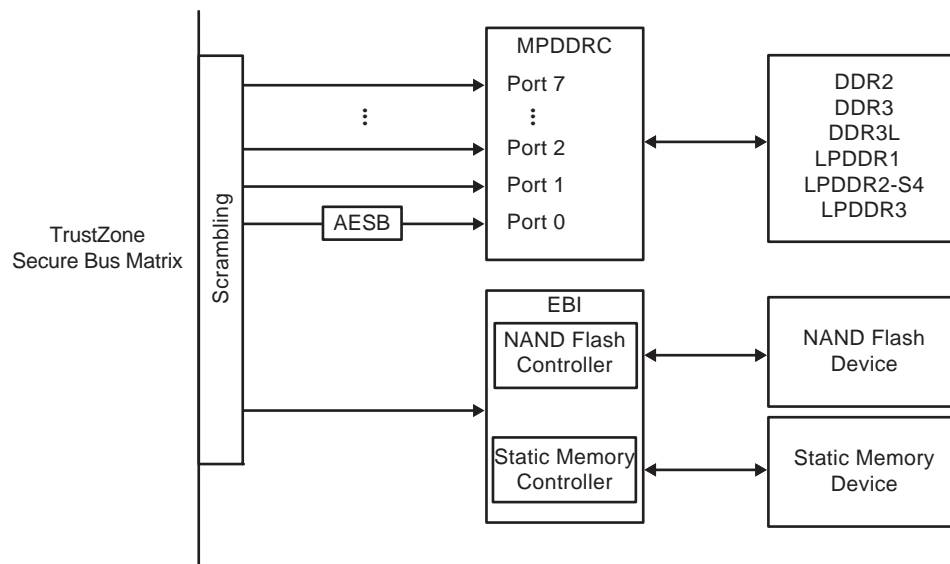 TrustZone
Secure Bus Matrix
Scrambling
AESB
MPDDRC
Port 7
...
Port 2
Port 1
Port 0
DDR2
DDR3
DDR3L
LPDDR1
LPDDR2-S4
LPDDR3
EBI
NAND Flash
Controller
Static Memory
Controller
NAND Flash
Device
Static Memory
Device